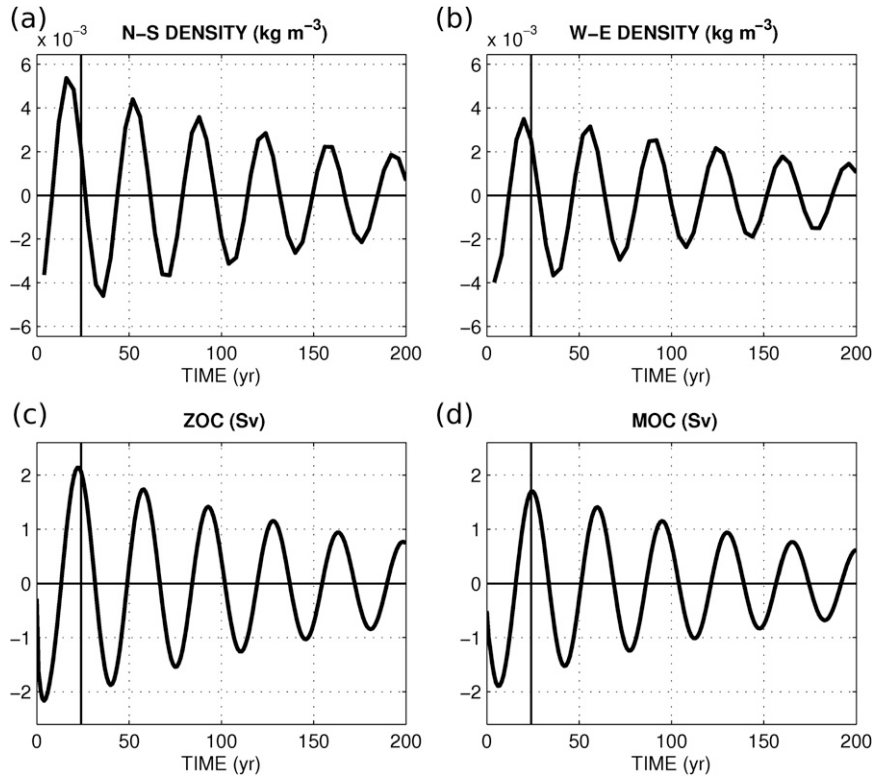 (a)
N-S DENSITY (kg m⁻³)
x 10⁻³
6
4
2
0
−2
−4
−6
0 50 100 150 200
TIME (yr)
(b)
W-E DENSITY (kg m⁻³)
x 10⁻³
6
4
2
0
−2
−4
−6
0 50 100 150 200
TIME (yr)
(c)
ZOC (Sv)
2
1
0
−1
−2
0 50 100 150 200
TIME (yr)
(d)
MOC (Sv)
2
1
0
−1
−2
0 50 100 150 200
TIME (yr)